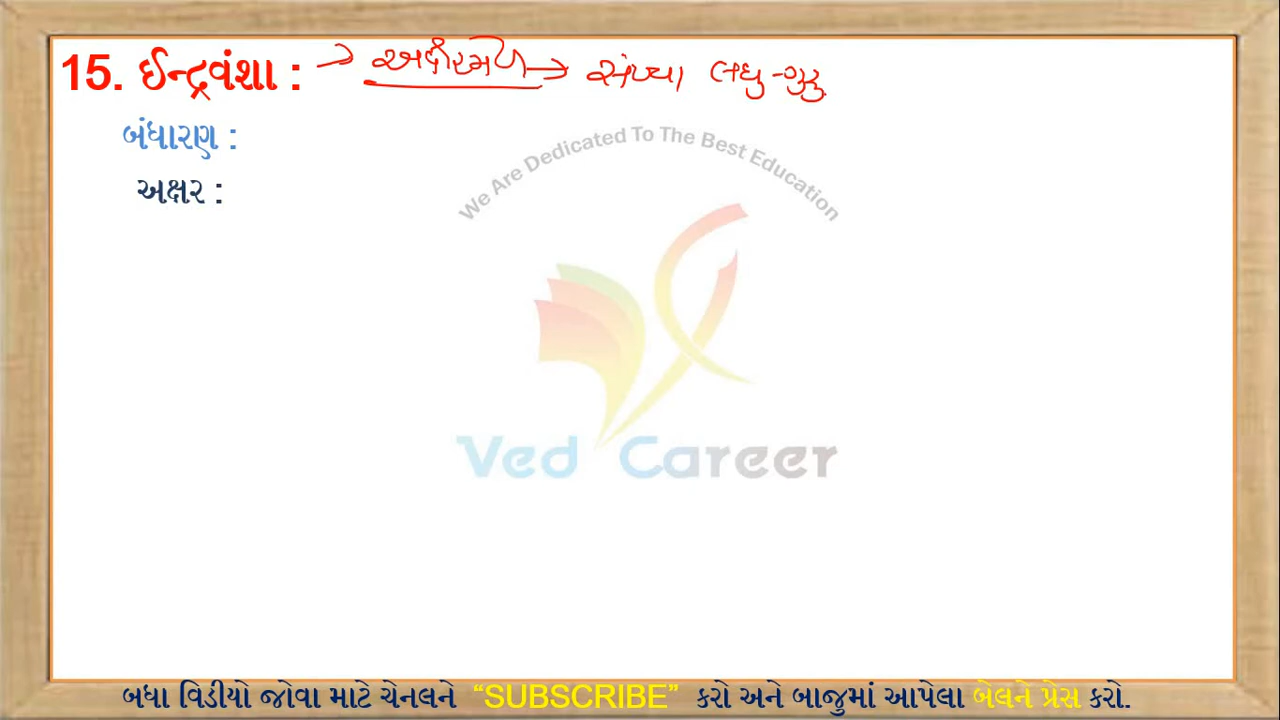 15. ઈન્દ્રવંશા : → અક્ષરમેળ → સંખ્યા લઘુ-ગુરુ
બંધારણ :
અક્ષર :
We Are Dedicated To The Best Education
Ved Career
બધા વિડીયો જોવા માટે ચેનલને “SUBSCRIBE” કરો અને બાજુમાં આપેલા બેલને પ્રેસ કરો.